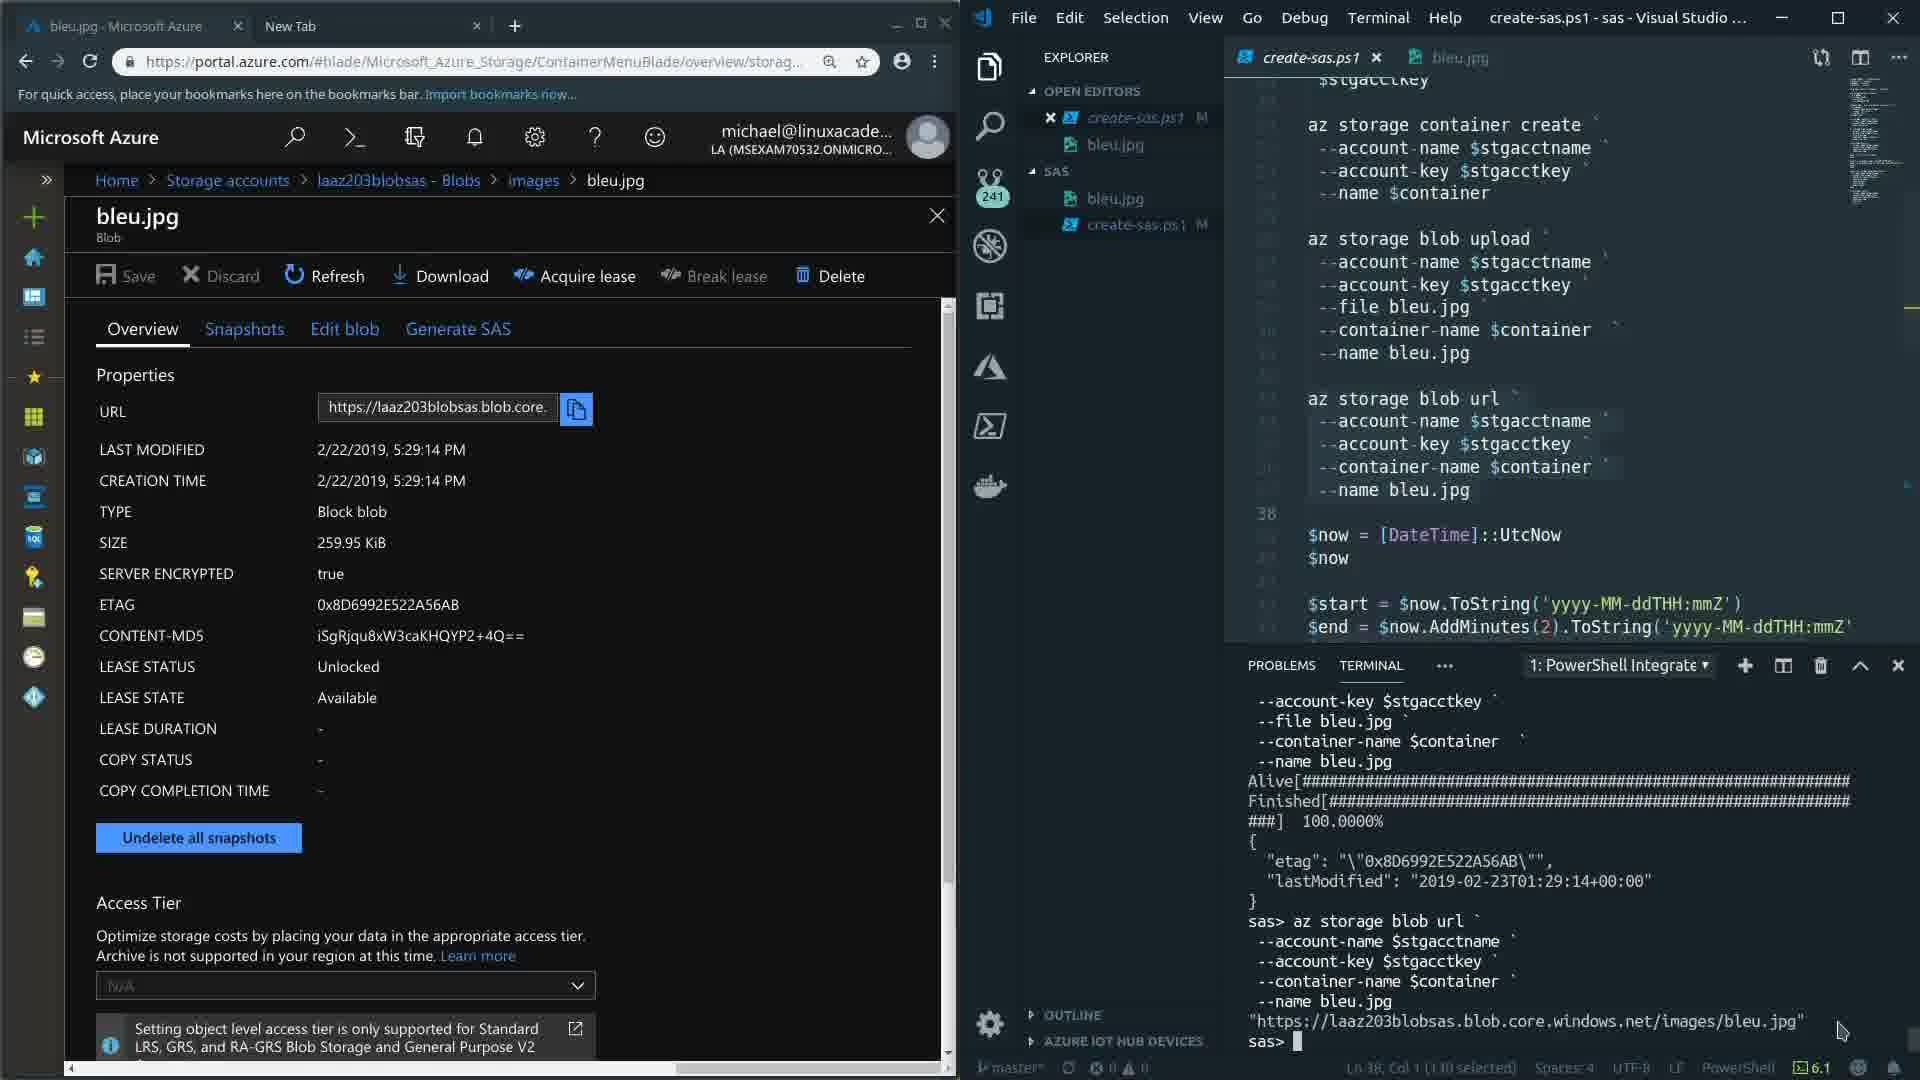 bleu.jpg - Microsoft Azure
New Tab
https://portal.azure.com/#blade/Microsoft_Azure_Storage/ContainerMenuBlade/overview/storag...
For quick access, place your bookmarks here on the bookmarks bar. Import bookmarks now...
Microsoft Azure
michael@linuxacade...
LA (MSEXAM70532.ONMICRO...
Home > Storage accounts > laaz203blobsas - Blobs > images > bleu.jpg
bleu.jpg
Blob
Save Discard Refresh Download Acquire lease Break lease Delete
Overview Snapshots Edit blob Generate SAS
Properties
URL https://laaz203blobsas.blob.core.
LAST MODIFIED 2/22/2019, 5:29:14 PM
CREATION TIME 2/22/2019, 5:29:14 PM
TYPE Block blob
SIZE 259.95 KiB
SERVER ENCRYPTED true
ETAG 0x8D6992E522A56AB
CONTENT-MD5 iSgRjqu8xW3caKHQYP2+4Q==
LEASE STATUS Unlocked
LEASE STATE Available
LEASE DURATION -
COPY STATUS -
COPY COMPLETION TIME -
Undelete all snapshots
Access Tier
Optimize storage costs by placing your data in the appropriate access tier.
Archive is not supported in your region at this time. Learn more
N/A
Setting object level access tier is only supported for Standard
LRS, GRS, and RA-GRS Blob Storage and General Purpose V2
File Edit Selection View Go Debug Terminal Help create-sas.ps1 - sas - Visual Studio ...
EXPLORER
OPEN EDITORS
create-sas.ps1 M
bleu.jpg
SAS
bleu.jpg
create-sas.ps1 M
241
OUTLINE
AZURE IOT HUB DEVICES
create-sas.ps1 bleu.jpg
$stgacctkey
az storage container create `
--account-name $stgacctname `
--account-key $stgacctkey `
--name $container
az storage blob upload `
--account-name $stgacctname `
--account-key $stgacctkey `
--file bleu.jpg `
--container-name $container  `
--name bleu.jpg
az storage blob url `
--account-name $stgacctname `
--account-key $stgacctkey `
--container-name $container `
--name bleu.jpg
38
$now = [DateTime]::UtcNow
$now
$start = $now.ToString('yyyy-MM-ddTHH:mmZ')
$end = $now.AddMinutes(2).ToString('yyyy-MM-ddTHH:mmZ'
PROBLEMS TERMINAL ... 1: PowerShell Integrate
--account-key $stgacctkey `
--file bleu.jpg `
--container-name $container  `
--name bleu.jpg
Alive[#############################################################
Finished[##########################################################
###]  100.0000%
{
"etag": "\"0x8D6992E522A56AB\"",
"lastModified": "2019-02-23T01:29:14+00:00"
}
sas> az storage blob url `
--account-name $stgacctname `
--account-key $stgacctkey `
--container-name $container `
--name bleu.jpg
"https://laaz203blobsas.blob.core.windows.net/images/bleu.jpg"
sas>
master* 0 0 Ln 38, Col 1 (130 selected) Spaces: 4 UTF-8 LF PowerShell 6.1